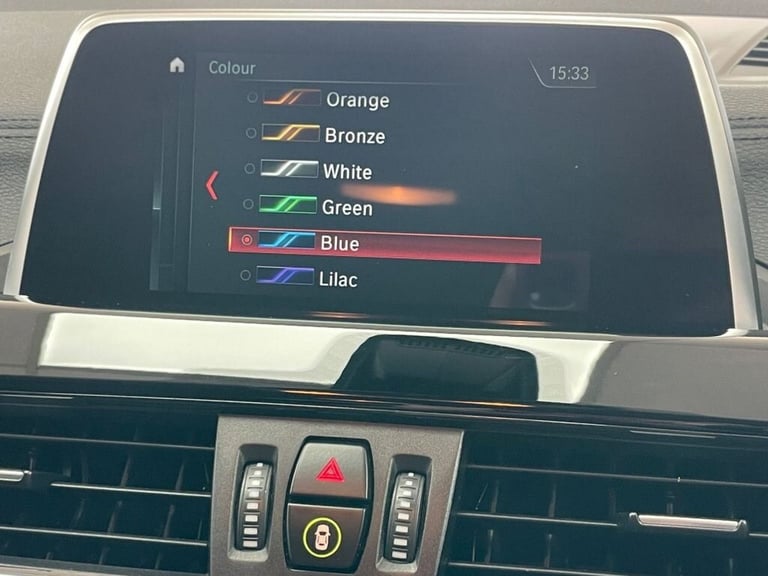 Colour
15:33
Orange
Bronze
White
Green
Blue
Lilac